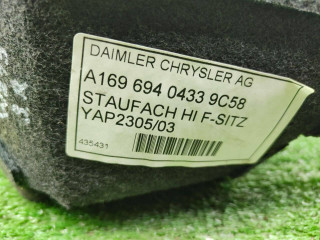 DAIMLER CHRYSLER AG
A169 694 0433 9C58
STAUFACH HI F-SITZ
YAP2305/03
435431